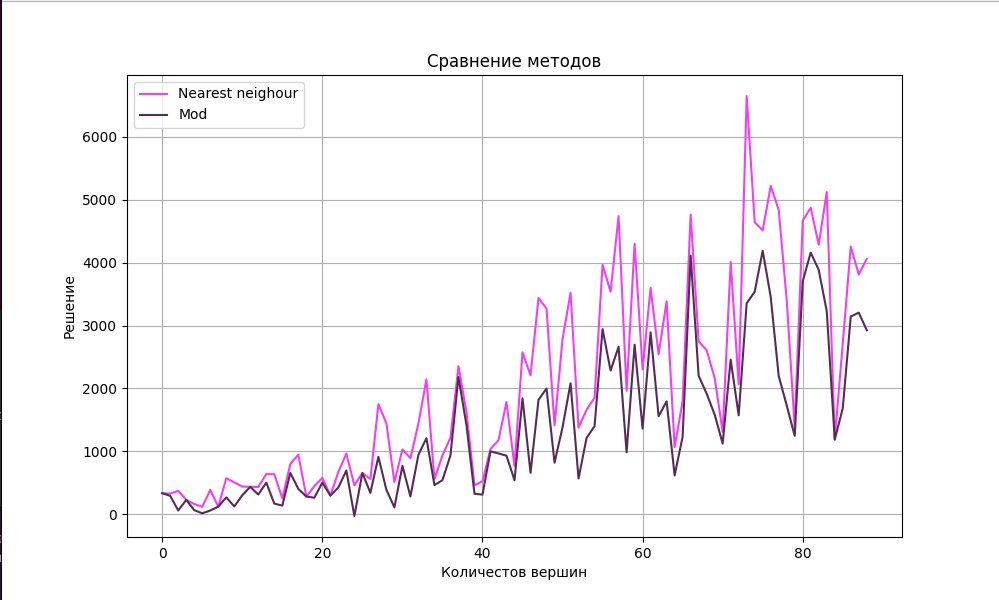 Сравнение методов
Nearest neighour
Mod
Решение
6000
5000
4000
3000
2000
1000
0
0 20 40 60 80
Количестов вершин